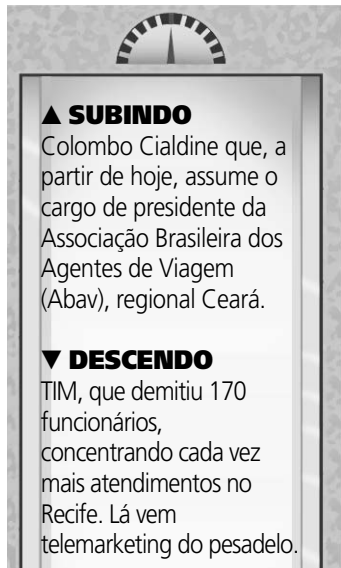 ▲ SUBINDO
Colombo Cialdine que, a
partir de hoje, assume o
cargo de presidente da
Associação Brasileira dos
Agentes de Viagem
(Abav), regional Ceará.
▼ DESCENDO
TIM, que demitiu 170
funcionários,
concentrando cada vez
mais atendimentos no
Recife. Lá vem
telemarketing do pesadelo.